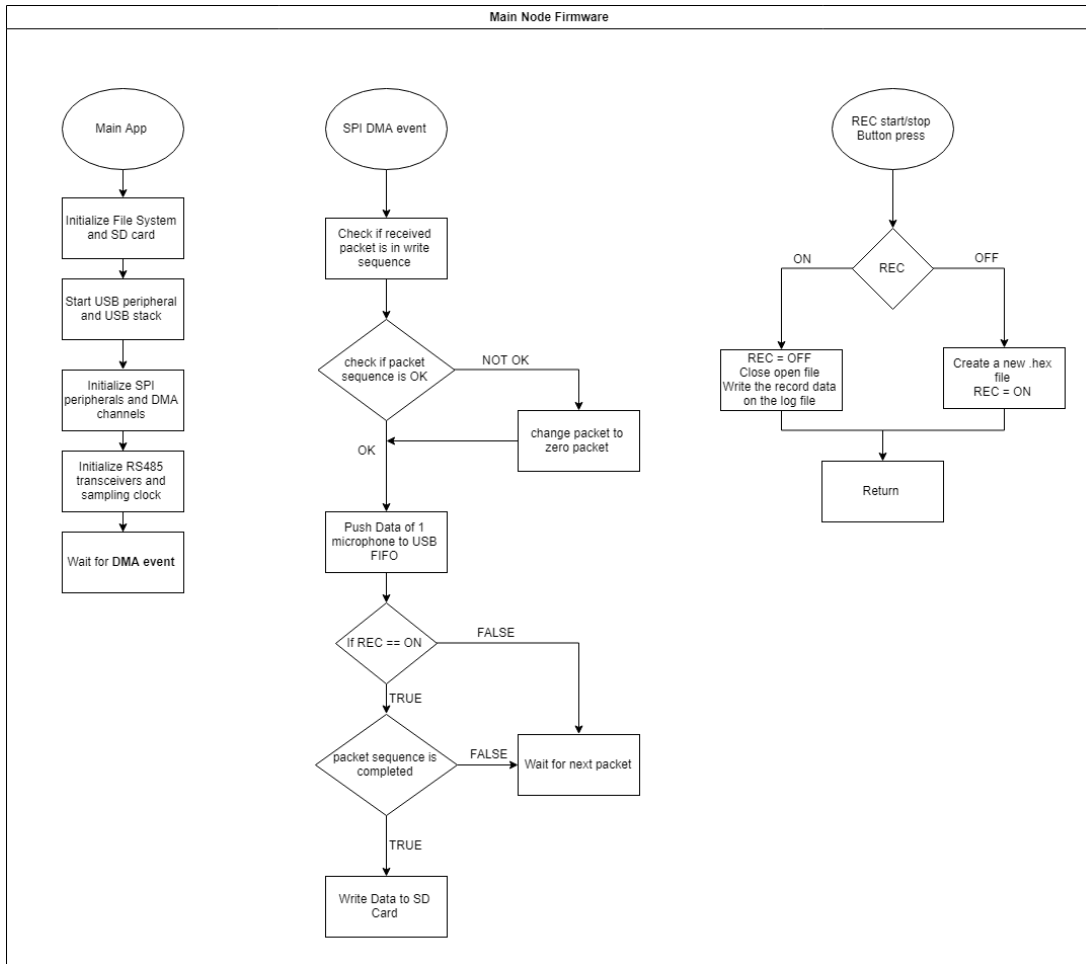 Main Node Firmware
Main App
Initialize File System
and SD card
Start USB peripheral
and USB stack
Initialize SPI
peripherals and DMA
channels
Initialize RS485
transceivers and
sampling clock
Wait for DMA event
SPI DMA event
Check if received
packet is in write
sequence
check if packet
sequence is OK
NOT OK
change packet to
zero packet
OK
Push Data of 1
microphone to USB
FIFO
If REC == ON
FALSE
TRUE
packet sequence is
completed
FALSE
Wait for next packet
TRUE
Write Data to SD
Card
REC start/stop
Button press
REC
ON
OFF
REC = OFF
Close open file
Write the record data
on the log file
Create a new .hex
file
REC = ON
Return